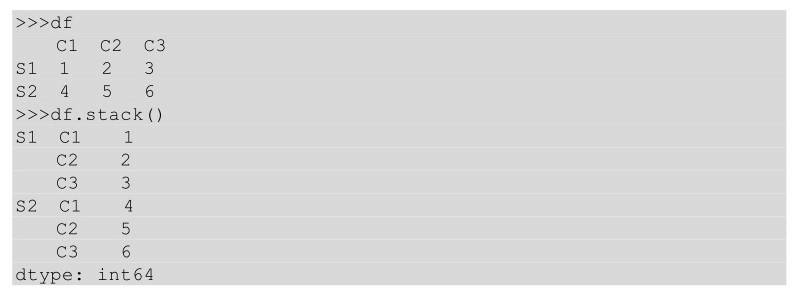 >>>df
    C1  C2  C3
S1  1   2   3
S2  4   5   6
>>>df.stack()
S1  C1    1
    C2    2
    C3    3
S2  C1    4
    C2    5
    C3    6
dtype: int64